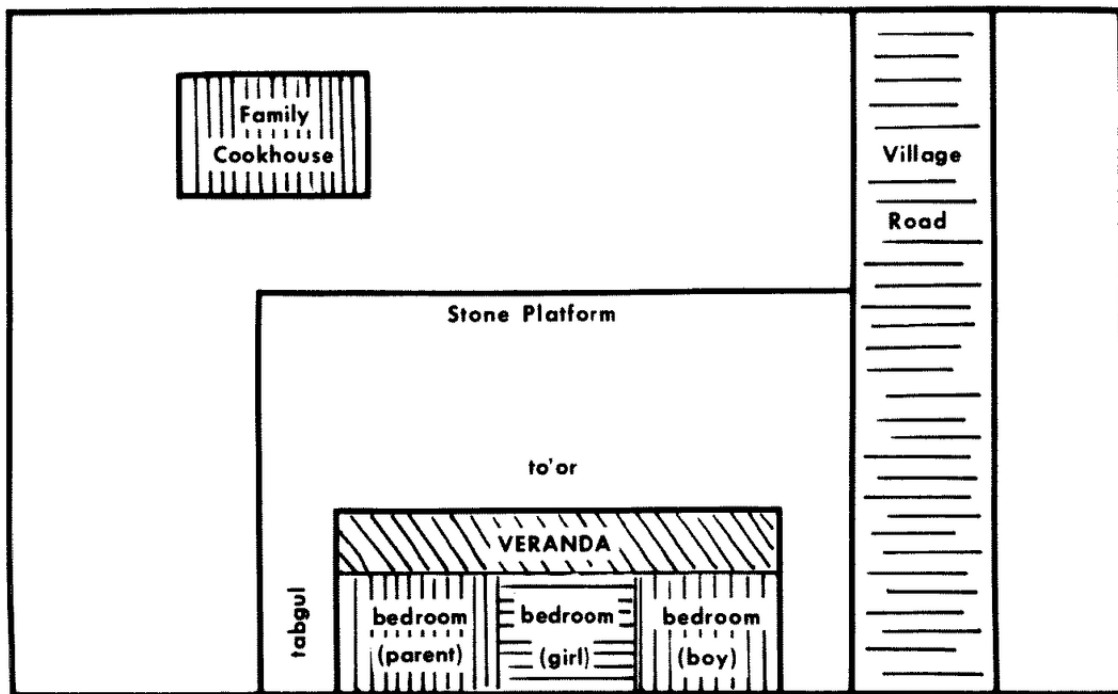 Family
Cookhouse
Village
Road
Stone Platform
to'or
VERANDA
tabgul
bedroom
(parent)
bedroom
(girl)
bedroom
(boy)